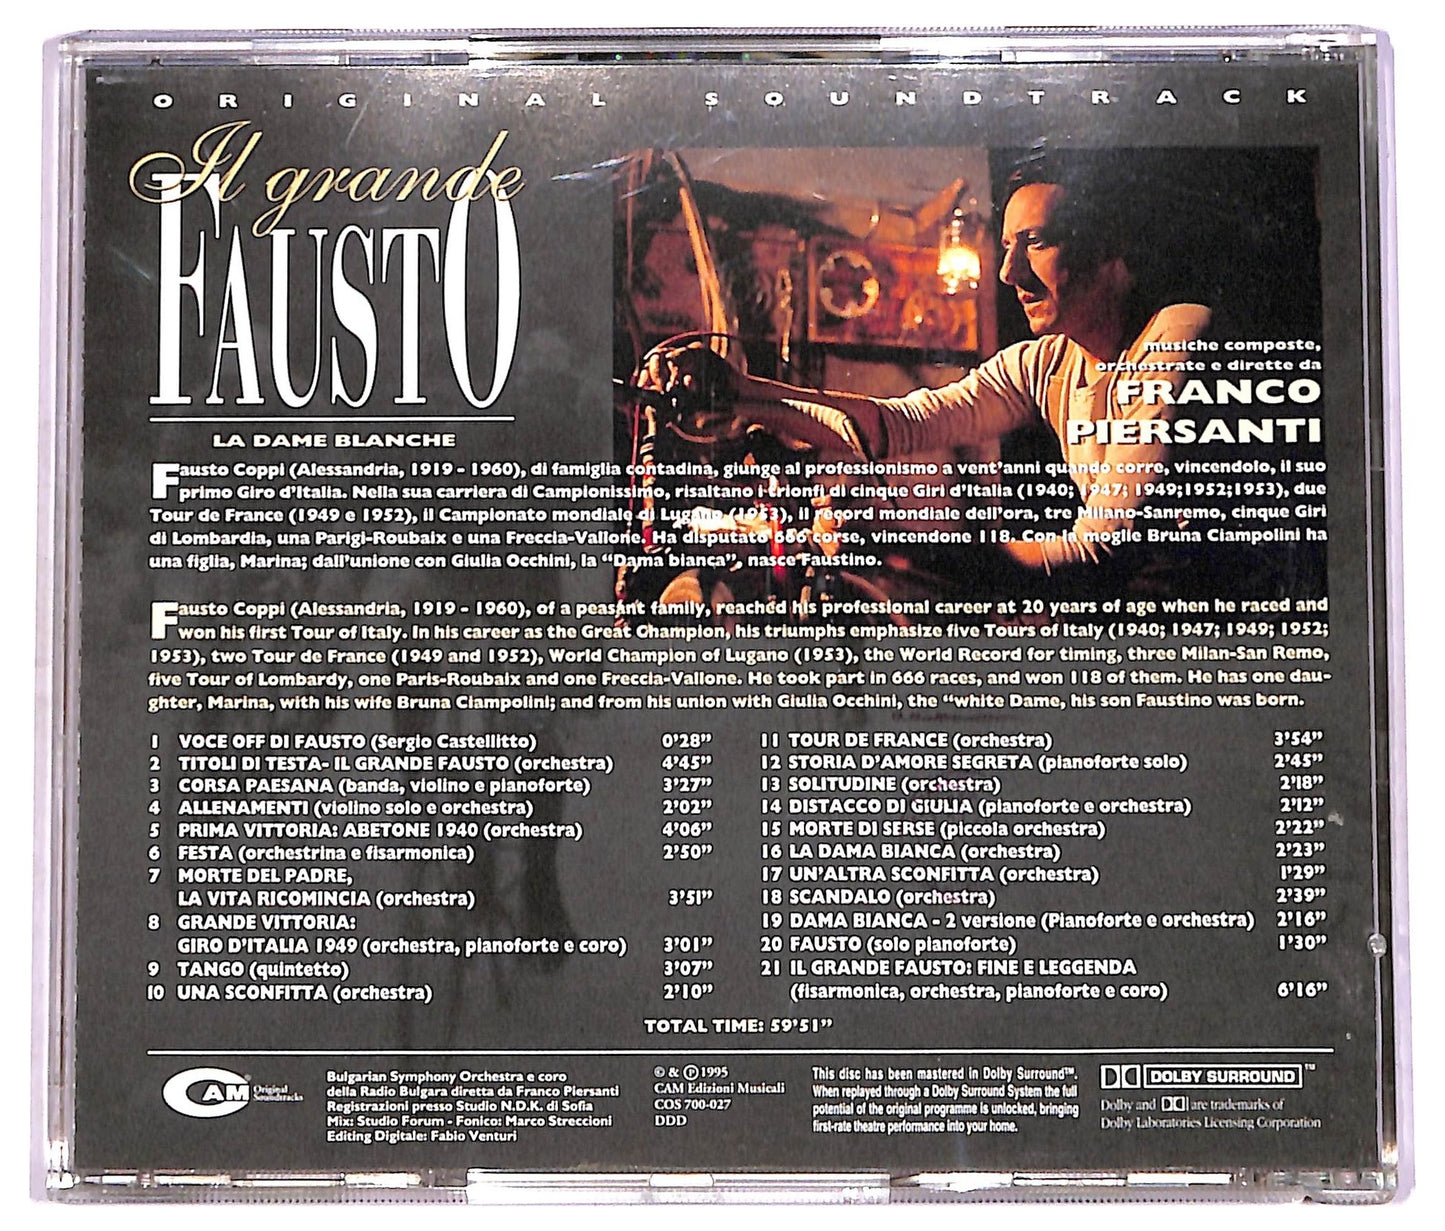 ORIGINAL SOUNDTRACK
Il grande
FAUSTO
LA DAME BLANCHE
musiche composte,
orchestrate e dirette da
FRANCO
PIERSANTI
Fausto Coppi (Alessandria, 1919 - 1960), di famiglia contadina, giunge al professionismo a vent'anni quando corre, vincendolo, il suo
primo Giro d'Italia. Nella sua carriera di Campionissimo, risaltano i trionfi di cinque Giri d'Italia (1940; 1947; 1949;1952;1953), due
Tour de France (1949 e 1952), il Campionato mondiale di Lugano (1953), il record mondiale dell'ora, tre Milano-Sanremo, cinque Giri
di Lombardia, una Parigi-Roubaix e una Freccia-Vallone. Ha disputato 666 corse, vincendone 118. Con la moglie Bruna Ciampolini ha
una figlia, Marina; dall'unione con Giulia Occhini, la "Dama bianca", nasce Faustino.
Fausto Coppi (Alessandria, 1919 - 1960), of a peasant family, reached his professional career at 20 years of age when he raced and
won his first Tour of Italy. In his career as the Great Champion, his triumphs emphasize five Tours of Italy (1940; 1947; 1949; 1952;
1953), two Tour de France (1949 and 1952), World Champion of Lugano (1953), the World Record for timing, three Milan-San Remo,
five Tour of Lombardy, one Paris-Roubaix and one Freccia-Vallone. He took part in 666 races, and won 118 of them. He has one dau-
ghter, Marina, with his wife Bruna Ciampolini; and from his union with Giulia Occhini, the "white Dame, his son Faustino was born.
1 VOCE OFF DI FAUSTO (Sergio Castellitto) 0'28"
2 TITOLI DI TESTA- IL GRANDE FAUSTO (orchestra) 4'45"
3 CORSA PAESANA (banda, violino e pianoforte) 3'27"
4 ALLENAMENTI (violino solo e orchestra) 2'02"
5 PRIMA VITTORIA: ABETONE 1940 (orchestra) 4'06"
6 FESTA (orchestrina e fisarmonica) 2'50"
7 MORTE DEL PADRE,
LA VITA RICOMINCIA (orchestra) 3'51"
8 GRANDE VITTORIA:
GIRO D'ITALIA 1949 (orchestra, pianoforte e coro) 3'01"
9 TANGO (quintetto) 3'07"
10 UNA SCONFITTA (orchestra) 2'10"
11 TOUR DE FRANCE (orchestra) 3'54"
12 STORIA D'AMORE SEGRETA (pianoforte solo) 2'45"
13 SOLITUDINE (orchestra) 2'18"
14 DISTACCO DI GIULIA (pianoforte e orchestra) 2'12"
15 MORTE DI SERSE (piccola orchestra) 2'22"
16 LA DAMA BIANCA (orchestra) 2'23"
17 UN'ALTRA SCONFITTA (orchestra) 1'29"
18 SCANDALO (orchestra) 2'39"
19 DAMA BIANCA - 2 versione (Pianoforte e orchestra) 2'16"
20 FAUSTO (solo pianoforte) 1'30"
21 IL GRANDE FAUSTO: FINE E LEGGENDA
(fisarmonica, orchestra, pianoforte e coro) 6'16"
TOTAL TIME: 59'51"
CAM® Original
Soundtracks
Bulgarian Symphony Orchestra e coro
della Radio Bulgara diretta da Franco Piersanti
Registrazioni presso Studio N.D.K. di Sofia
Mix: Studio Forum - Fonico: Marco Streccioni
Editing Digitale: Fabio Venturi
© & ℗ 1995
CAM Edizioni Musicali
COS 700-027
DDD
This disc has been mastered in Dolby Surround™.
When replayed through a Dolby Surround System the full
potential of the original programme is unlocked, bringing
first-rate theatre performance into your home.
DOLBY SURROUND™
Dolby and are trademarks of
Dolby Laboratories Licensing Corporation